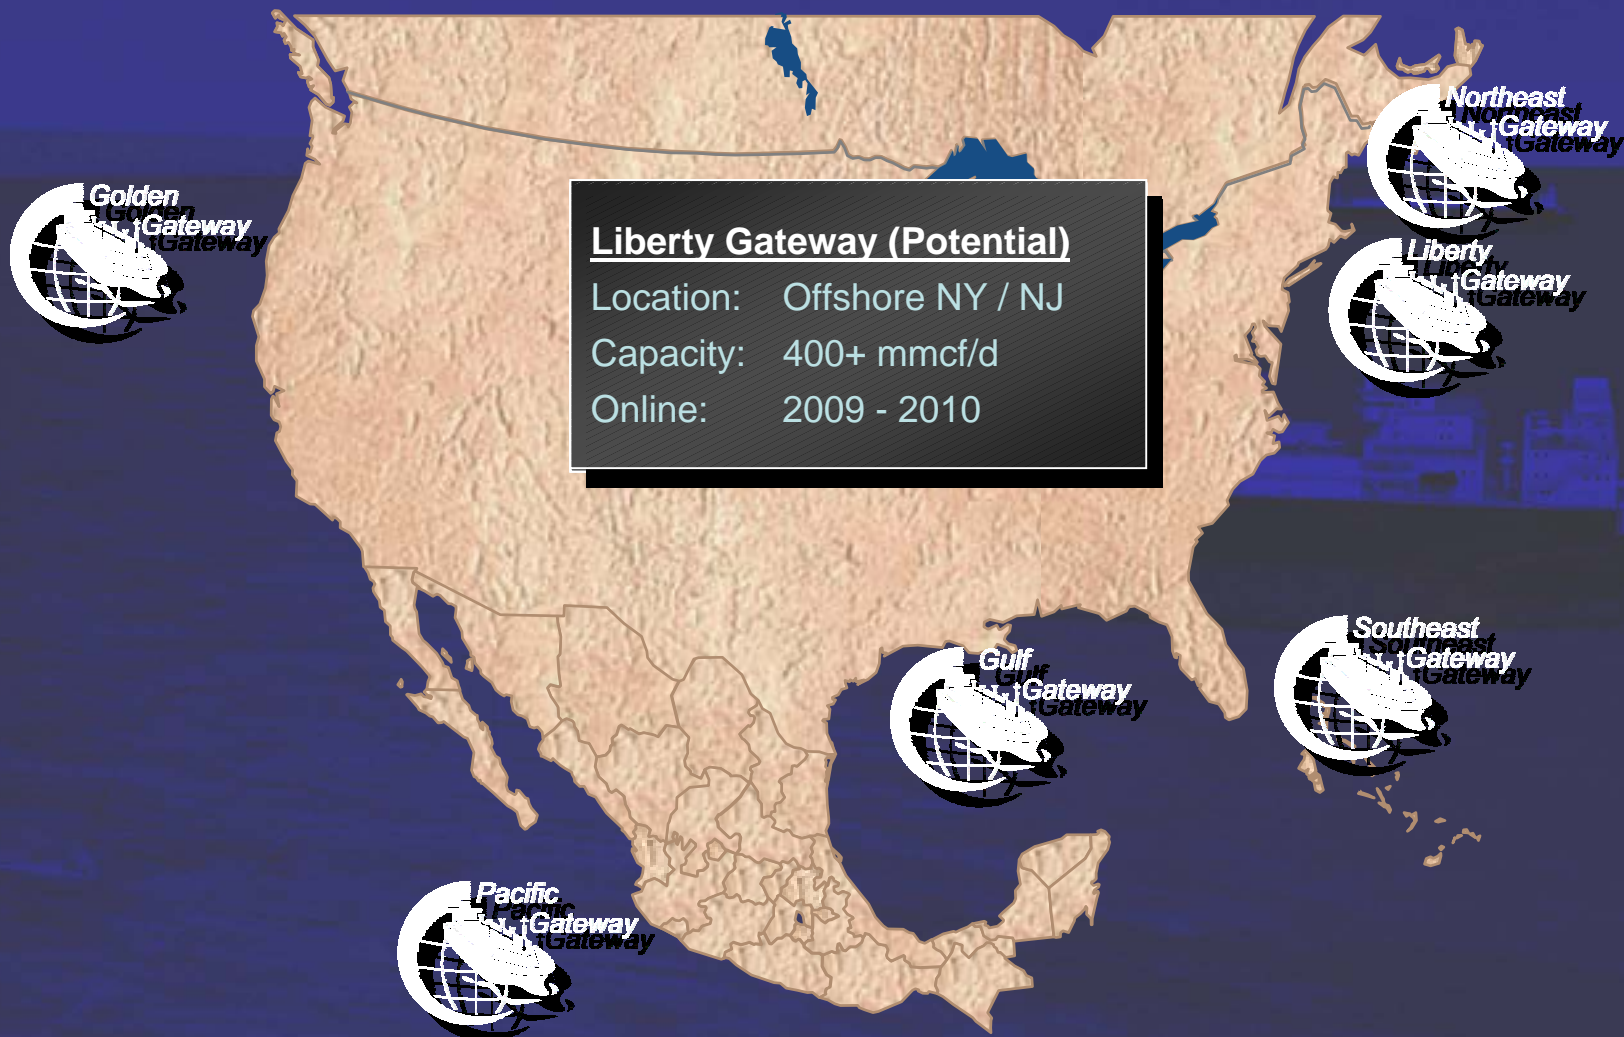 Northeast
Gateway
Golden
Gateway
Liberty Gateway (Potential)
Location: Offshore NY / NJ
Capacity: 400+ mmcf/d
Online: 2009 - 2010
Liberty
Gateway
Southeast
Gateway
Gulf
Gateway
Pacific
Gateway